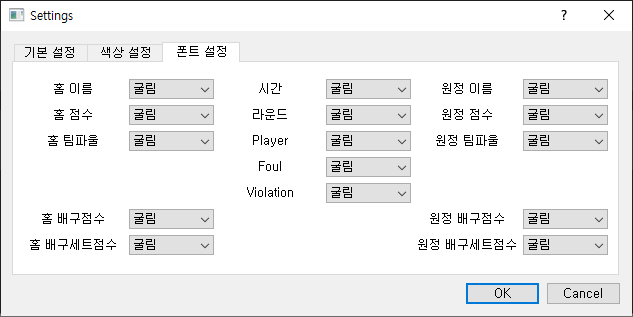 Settings
기본 설정 색상 설정 폰트 설정
홈 이름 굴림 시간 굴림 원정 이름 굴림
홈 점수 굴림 라운드 굴림 원정 점수 굴림
홈 팀파울 굴림 Player 굴림 원정 팀파울 굴림
Foul 굴림
Violation 굴림
홈 배구점수 굴림 원정 배구점수 굴림
홈 배구세트점수 굴림 원정 배구세트점수 굴림
OK Cancel